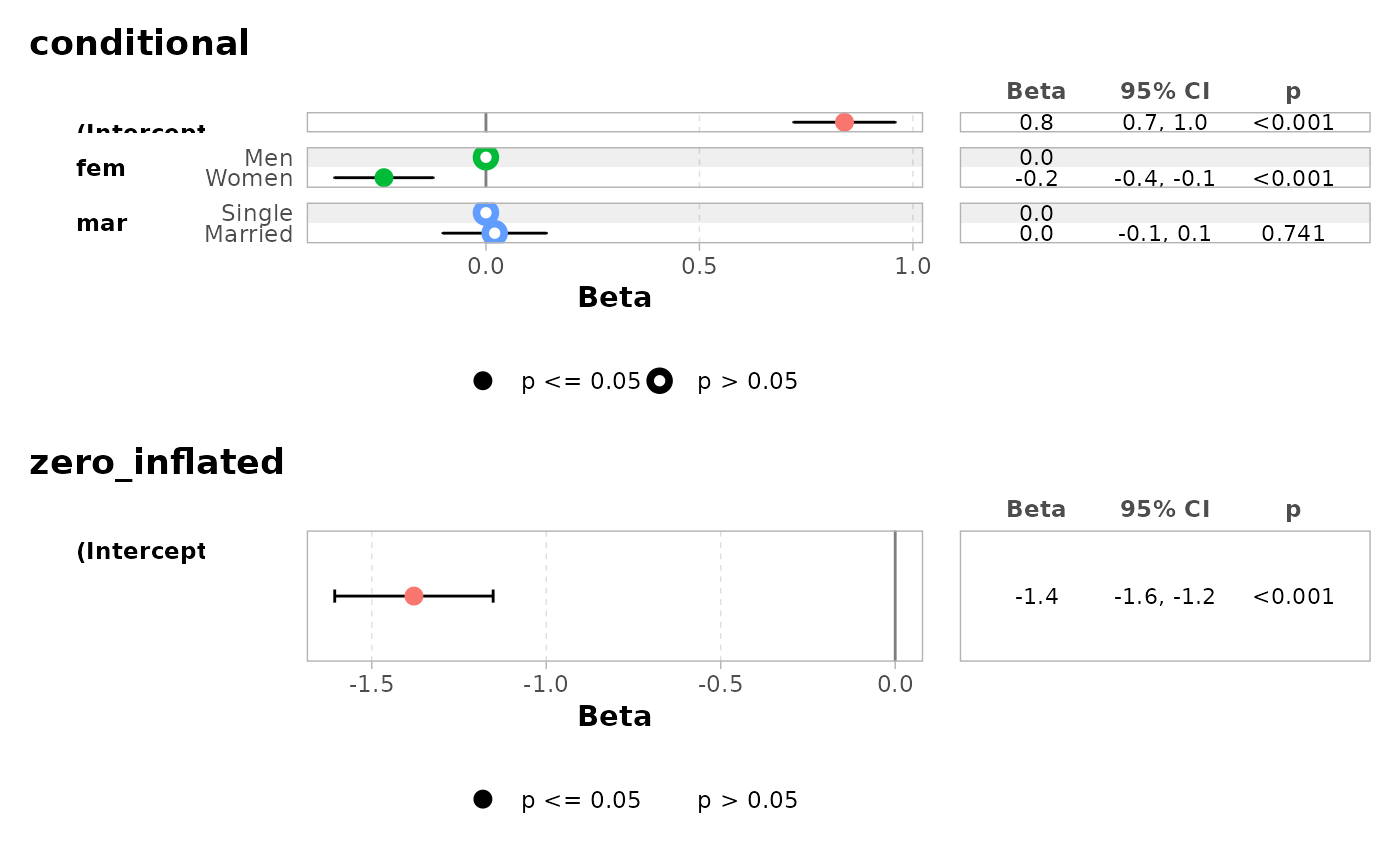 conditional
Beta 95% CI p
(Intercept 0.8 0.7, 1.0 <0.001
fem Men 0.0
Women -0.2 -0.4, -0.1 <0.001
mar Single 0.0
Married 0.0 -0.1, 0.1 0.741
0.0 0.5 1.0
Beta
p <= 0.05 p > 0.05
zero_inflated
Beta 95% CI p
(Intercept -1.4 -1.6, -1.2 <0.001
-1.5 -1.0 -0.5 0.0
Beta
p <= 0.05 p > 0.05